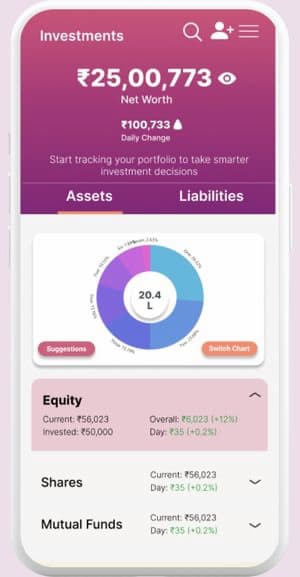 Investments
₹25,00,773
Net Worth
₹100,733
Daily Change
Start tracking your portfolio to take smarter
investment decisions
Assets
Liabilities
20.4
L
Suggestions
Switch Chart
Equity
Current: ₹56,023
Overall: ₹6,023 (+12%)
Invested: ₹50,000
Day: ₹35 (+0.2%)
Shares
Current: ₹56,023
Day: ₹35 (+0.2%)
Mutual Funds
Current: ₹56,023
Day: ₹35 (+0.2%)